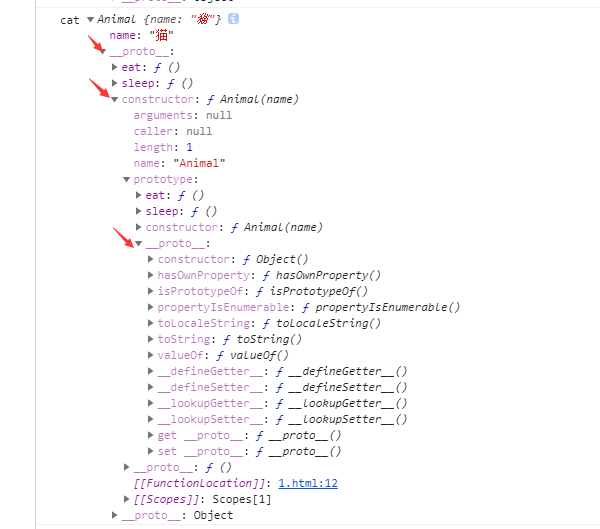 __proto__: Object
cat ▼Animal {name: "猫"} i
name: "猫"
▼__proto__:
▶eat: ƒ ()
▶sleep: ƒ ()
▼constructor: ƒ Animal(name)
arguments: null
caller: null
length: 1
name: "Animal"
▼prototype:
▶eat: ƒ ()
▶sleep: ƒ ()
▶constructor: ƒ Animal(name)
▼__proto__:
▶constructor: ƒ Object()
▶hasOwnProperty: ƒ hasOwnProperty()
▶isPrototypeOf: ƒ isPrototypeOf()
▶propertyIsEnumerable: ƒ propertyIsEnumerable()
▶toLocaleString: ƒ toLocaleString()
▶toString: ƒ toString()
▶valueOf: ƒ valueOf()
▶__defineGetter__: ƒ __defineGetter__()
▶__defineSetter__: ƒ __defineSetter__()
▶__lookupGetter__: ƒ __lookupGetter__()
▶__lookupSetter__: ƒ __lookupSetter__()
▶get __proto__: ƒ __proto__()
▶set __proto__: ƒ __proto__()
▶__proto__: ƒ ()
[[FunctionLocation]]: 1.html:12
▶[[Scopes]]: Scopes[1]
▶__proto__: Object